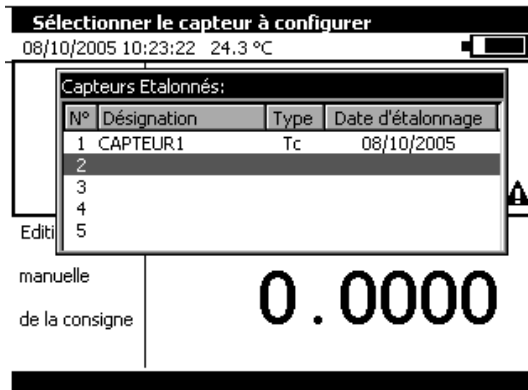 Sélectionner le capteur à configurer
08/10/2005 10:23:22 24.3 °C
Capteurs Etalonnés:
N° Désignation Type Date d'étalonnage
1 CAPTEUR1 Tc 08/10/2005
2
3
4
5
Editi
manuelle
de la consigne
0.0000